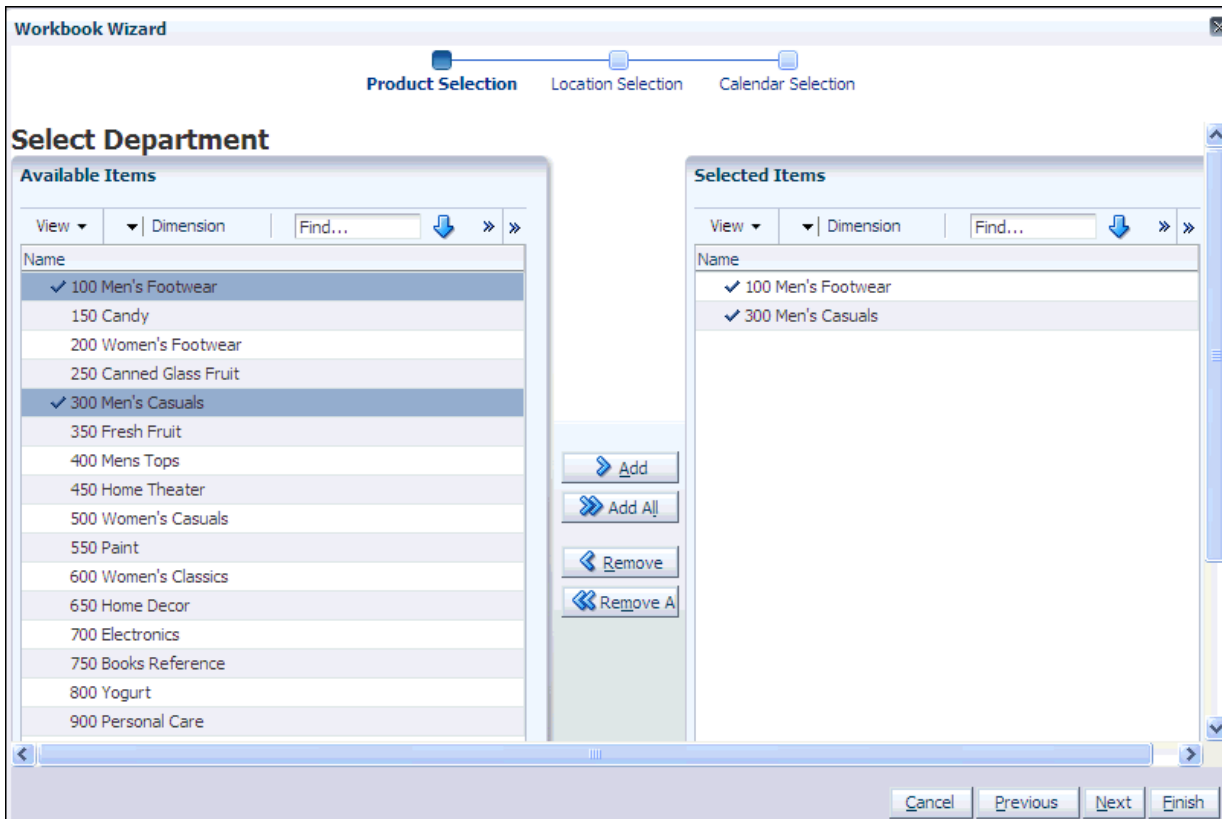 Workbook Wizard
Product Selection
Location Selection
Calendar Selection
Select Department
Available Items
View
Dimension
Find...
Name
100 Men's Footwear
150 Candy
200 Women's Footwear
250 Canned Glass Fruit
300 Men's Casuals
350 Fresh Fruit
400 Mens Tops
450 Home Theater
500 Women's Casuals
550 Paint
600 Women's Classics
650 Home Decor
700 Electronics
750 Books Reference
800 Yogurt
900 Personal Care
Add
Add All
Remove
Remove A
Selected Items
View
Dimension
Find...
Name
100 Men's Footwear
300 Men's Casuals
Cancel
Previous
Next
Finish